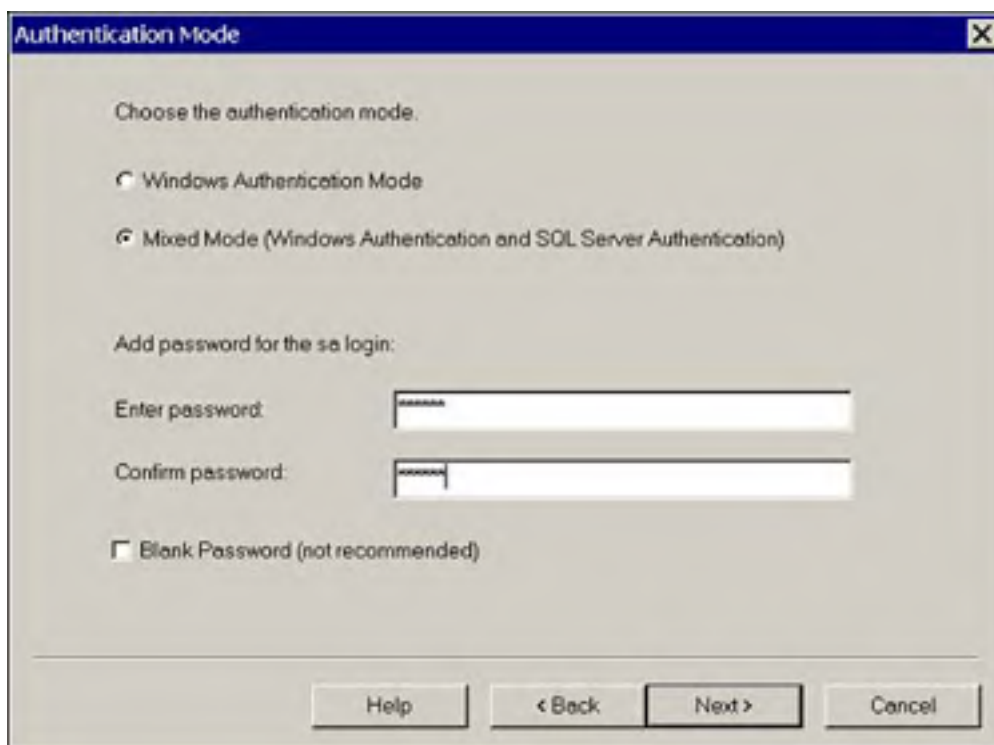 Authentication Mode
Choose the authentication mode.
Windows Authentication Mode
Mixed Mode (Windows Authentication and SQL Server Authentication)
Add password for the sa login:
Enter password: ******
Confirm password: ******
Blank Password (not recommended)
Help < Back Next > Cancel